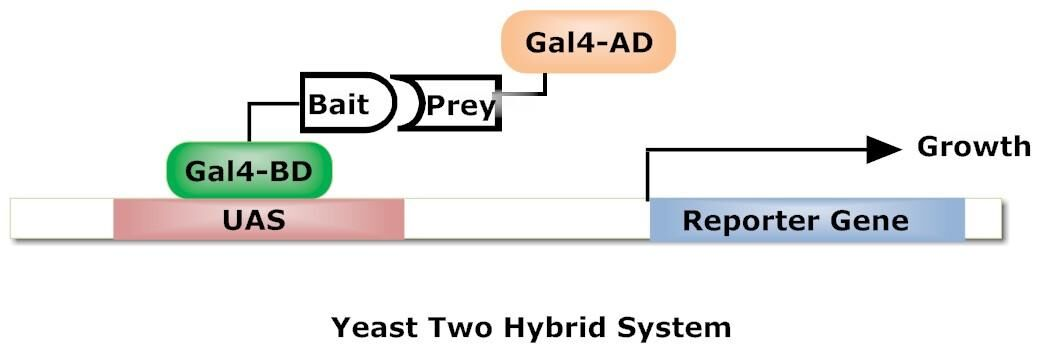 Gal4-AD
Bait
Prey
Growth
Gal4-BD
UAS
Reporter Gene
Yeast Two Hybrid System